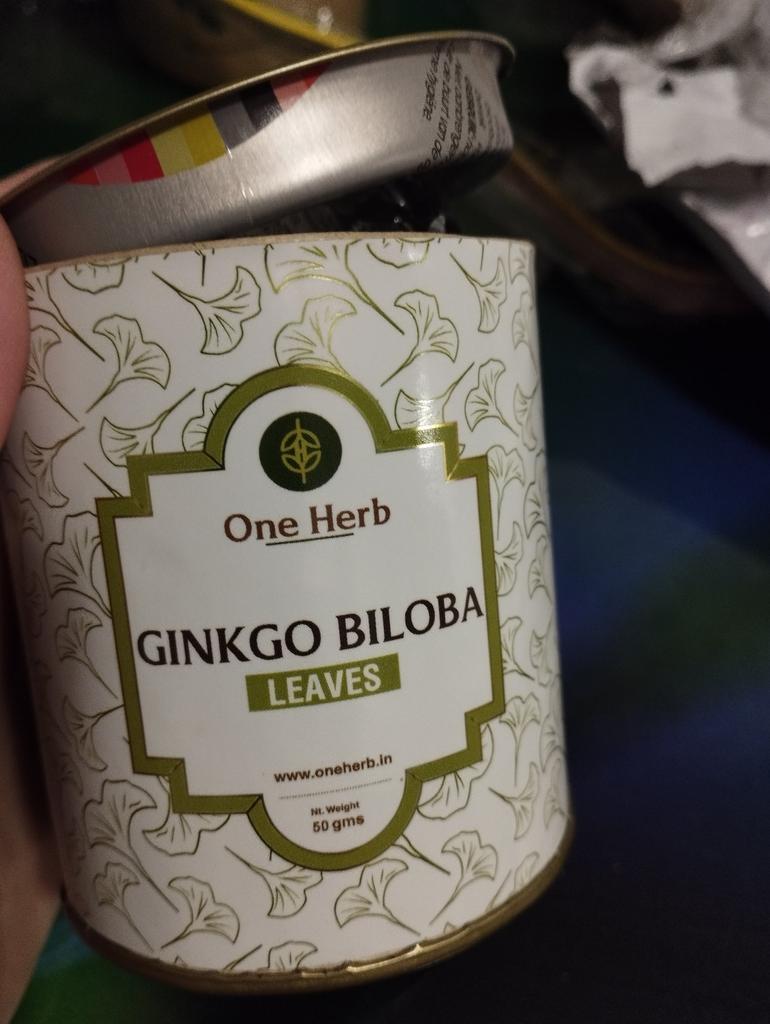 One Herb
GINKGO BILOBA
LEAVES
www.oneherb.in
Nt. Weight
50 gms